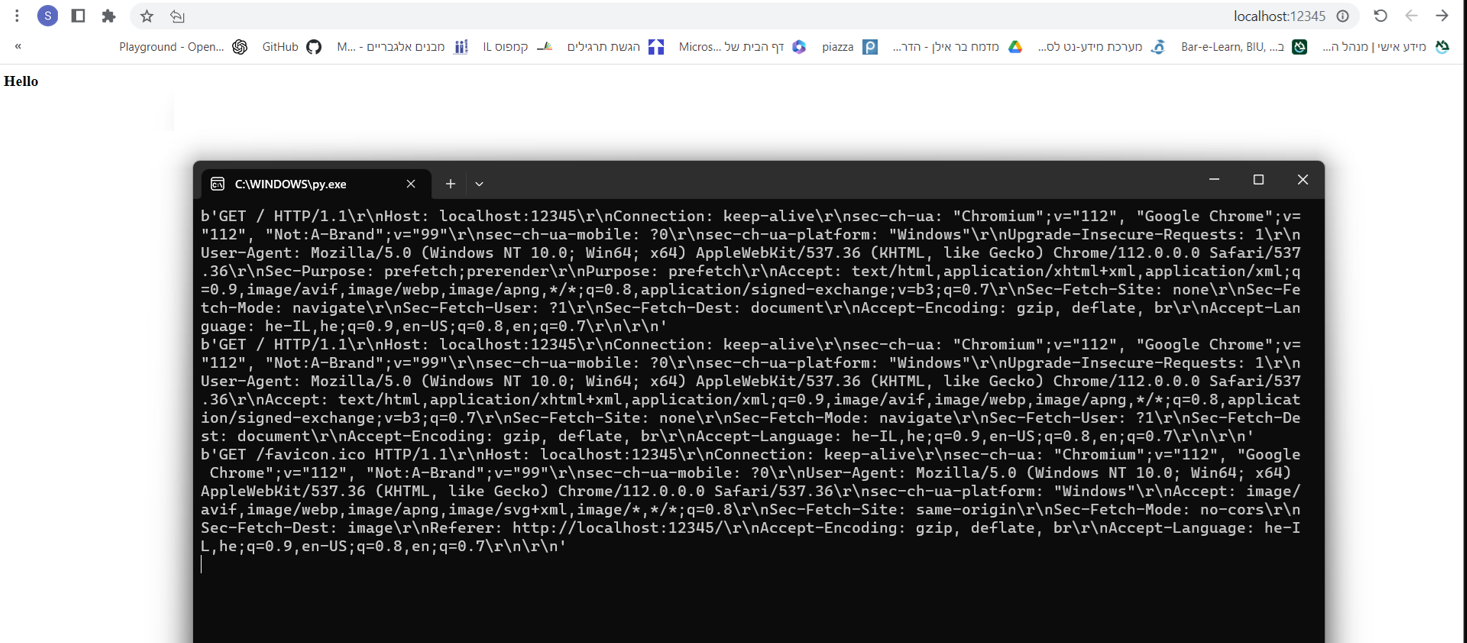 S
localhost:12345
«
Playground - Open...
GitHub
מבנים אלגבריים - M...
קמפוס IL
הגשת תרגילים
דף הבית של Micros...
piazza
מדמח בר אילן - הדר...
מערכת מידע-נט לס...
Bar-e-Learn, BIU, ...ב
מידע אישי | מנהל ה...
Hello
C:\WINDOWS\py.exe
b'GET / HTTP/1.1\r\nHost: localhost:12345\r\nConnection: keep-alive\r\nsec-ch-ua: "Chromium";v="112", "Google Chrome";v=
"112", "Not:A-Brand";v="99"\r\nsec-ch-ua-mobile: ?0\r\nsec-ch-ua-platform: "Windows"\r\nUpgrade-Insecure-Requests: 1\r\n
User-Agent: Mozilla/5.0 (Windows NT 10.0; Win64; x64) AppleWebKit/537.36 (KHTML, like Gecko) Chrome/112.0.0.0 Safari/537
.36\r\nSec-Purpose: prefetch;prerender\r\nPurpose: prefetch\r\nAccept: text/html,application/xhtml+xml,application/xml;q
=0.9,image/avif,image/webp,image/apng,*/*;q=0.8,application/signed-exchange;v=b3;q=0.7\r\nSec-Fetch-Site: none\r\nSec-Fe
tch-Mode: navigate\r\nSec-Fetch-User: ?1\r\nSec-Fetch-Dest: document\r\nAccept-Encoding: gzip, deflate, br\r\nAccept-Lan
guage: he-IL,he;q=0.9,en-US;q=0.8,en;q=0.7\r\n\r\n'
b'GET / HTTP/1.1\r\nHost: localhost:12345\r\nConnection: keep-alive\r\nsec-ch-ua: "Chromium";v="112", "Google Chrome";v=
"112", "Not:A-Brand";v="99"\r\nsec-ch-ua-mobile: ?0\r\nsec-ch-ua-platform: "Windows"\r\nUpgrade-Insecure-Requests: 1\r\n
User-Agent: Mozilla/5.0 (Windows NT 10.0; Win64; x64) AppleWebKit/537.36 (KHTML, like Gecko) Chrome/112.0.0.0 Safari/537
.36\r\nAccept: text/html,application/xhtml+xml,application/xml;q=0.9,image/avif,image/webp,image/apng,*/*;q=0.8,applicat
ion/signed-exchange;v=b3;q=0.7\r\nSec-Fetch-Site: none\r\nSec-Fetch-Mode: navigate\r\nSec-Fetch-User: ?1\r\nSec-Fetch-De
st: document\r\nAccept-Encoding: gzip, deflate, br\r\nAccept-Language: he-IL,he;q=0.9,en-US;q=0.8,en;q=0.7\r\n\r\n'
b'GET /favicon.ico HTTP/1.1\r\nHost: localhost:12345\r\nConnection: keep-alive\r\nsec-ch-ua: "Chromium";v="112", "Google
 Chrome";v="112", "Not:A-Brand";v="99"\r\nsec-ch-ua-mobile: ?0\r\nUser-Agent: Mozilla/5.0 (Windows NT 10.0; Win64; x64)
AppleWebKit/537.36 (KHTML, like Gecko) Chrome/112.0.0.0 Safari/537.36\r\nsec-ch-ua-platform: "Windows"\r\nAccept: image/
avif,image/webp,image/apng,image/svg+xml,image/*,*/*;q=0.8\r\nSec-Fetch-Site: same-origin\r\nSec-Fetch-Mode: no-cors\r\n
Sec-Fetch-Dest: image\r\nReferer: http://localhost:12345/\r\nAccept-Encoding: gzip, deflate, br\r\nAccept-Language: he-I
L,he;q=0.9,en-US;q=0.8,en;q=0.7\r\n\r\n'